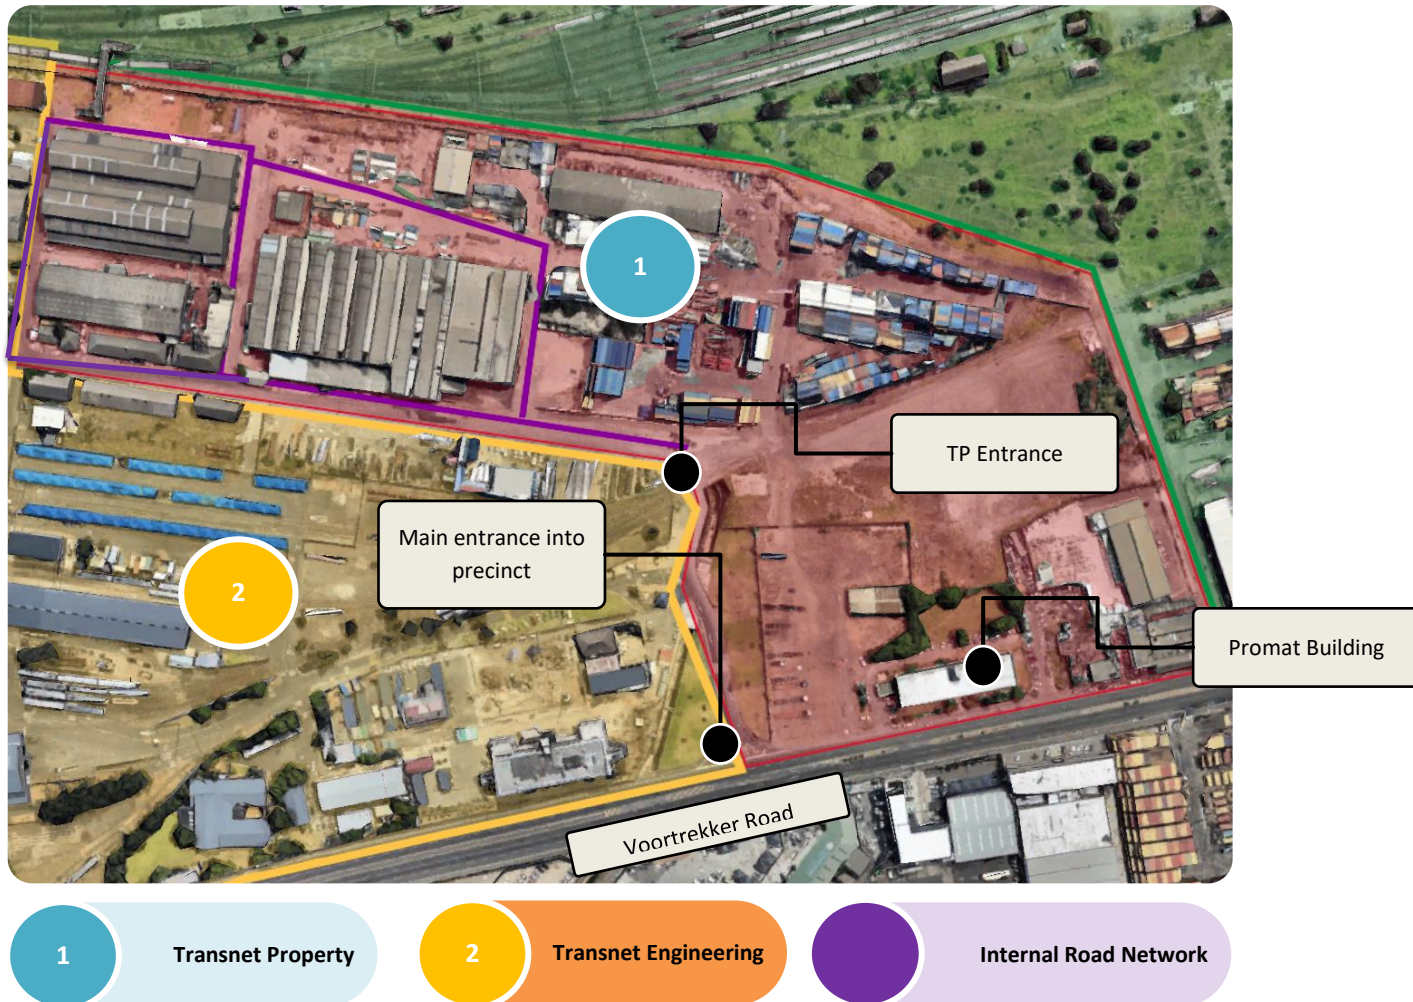 1
TP Entrance
Main entrance into
precinct
2
Promat Building
Voortrekker Road
1 Transnet Property
2 Transnet Engineering
Internal Road Network